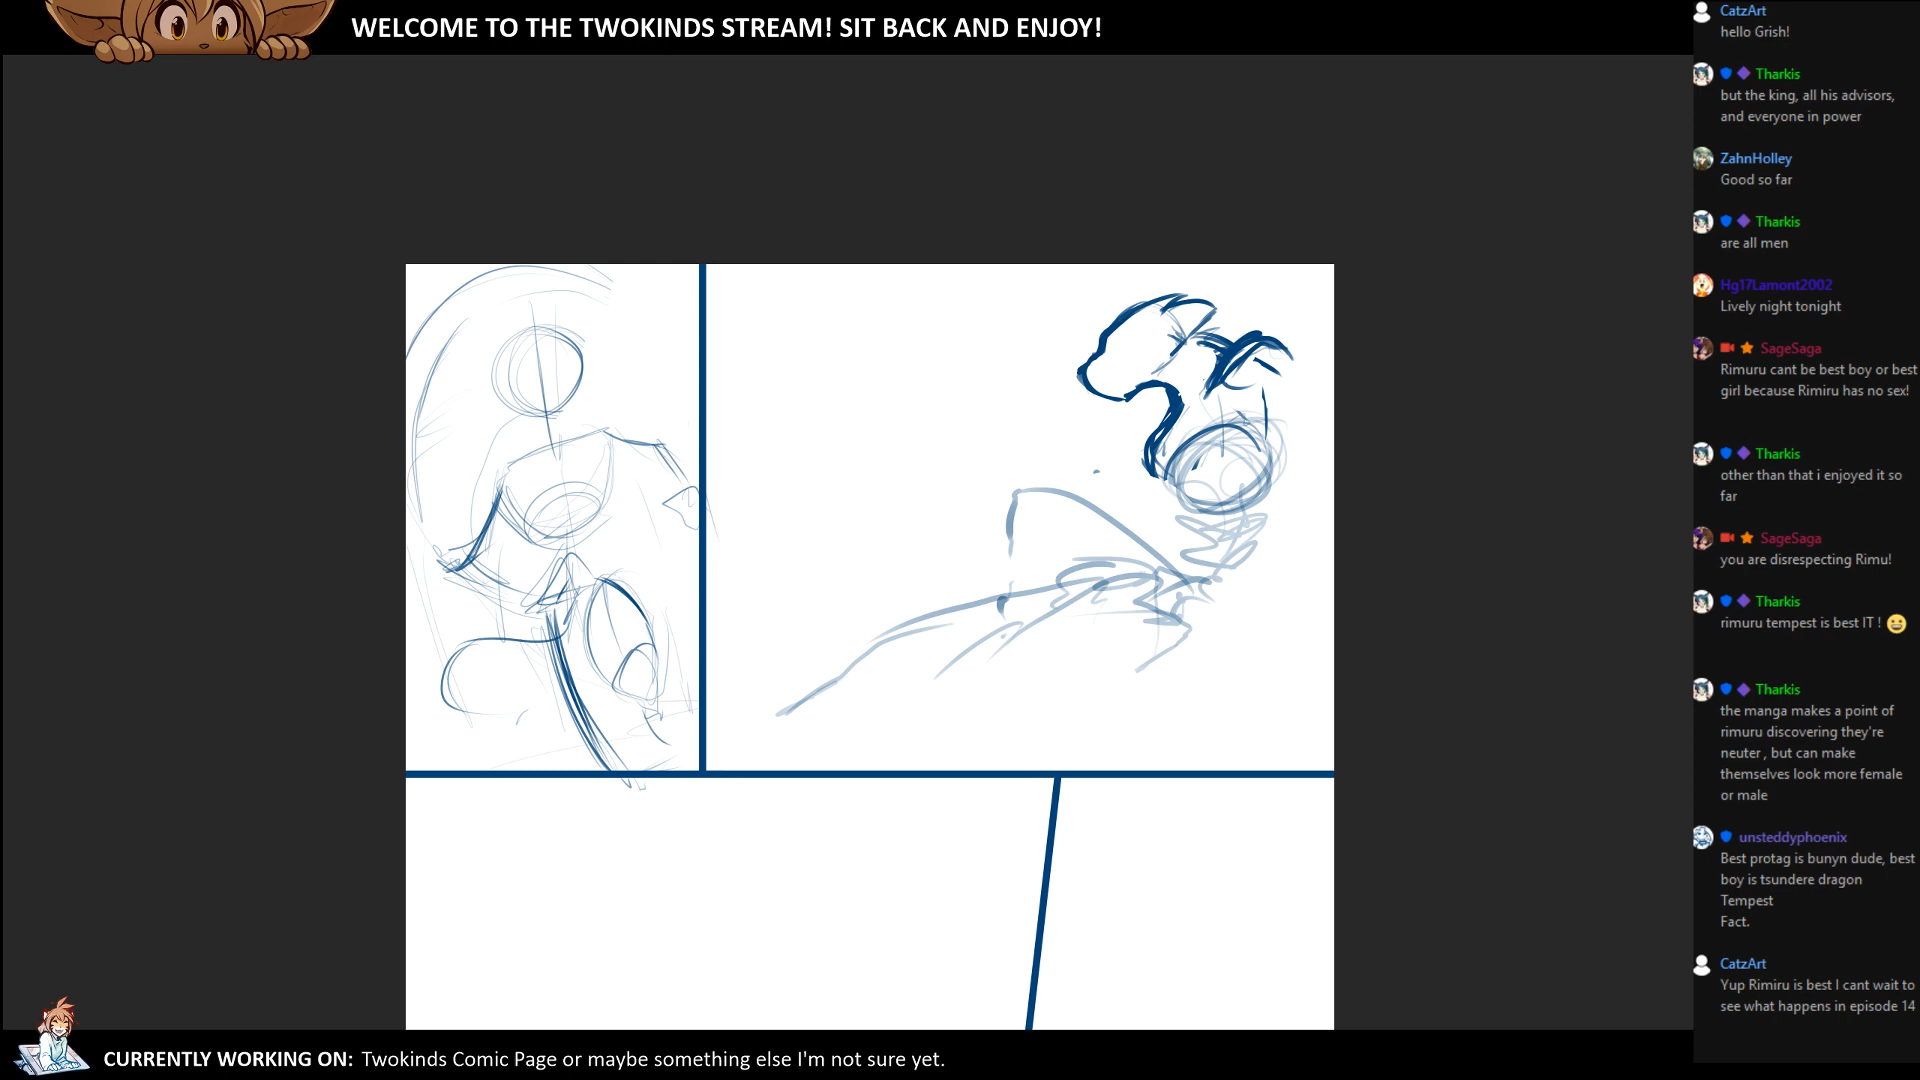 WELCOME TO THE TWOKINDS STREAM! SIT BACK AND ENJOY!
CatzArt
hello Grish!
Tharkis
but the king, all his advisors,
and everyone in power
ZahnHolley
Good so far
Tharkis
are all men
Hg17Lamont2002
Lively night tonight
SageSaga
Rimuru cant be best boy or best
girl because Rimiru has no sex!
Tharkis
other than that i enjoyed it so
far
SageSaga
you are disrespecting Rimu!
Tharkis
rimuru tempest is best IT !
Tharkis
the manga makes a point of
rimuru discovering they're
neuter , but can make
themselves look more female
or male
unsteddyphoenix
Best protag is bunyn dude, best
boy is tsundere dragon
Tempest
Fact.
CatzArt
Yup Rimiru is best I cant wait to
see what happens in episode 14
CURRENTLY WORKING ON: Twokinds Comic Page or maybe something else I'm not sure yet.